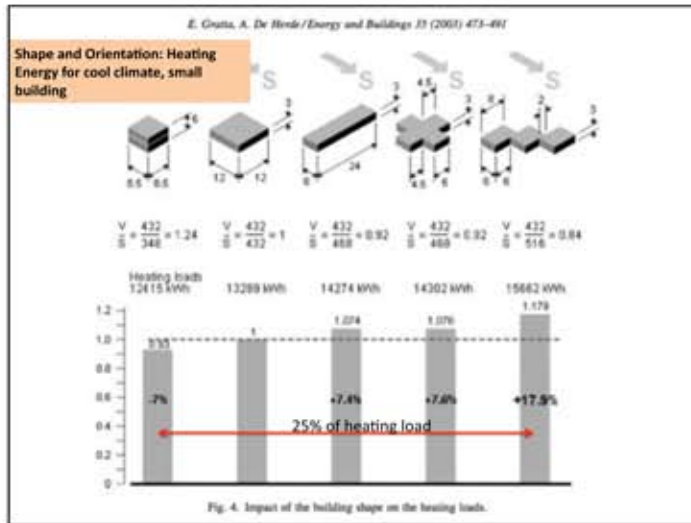 E. Gratia, A. De Herde / Energy and Buildings 35 (2003) 473–491
Shape and Orientation: Heating
Energy for cool climate, small
building
S S S S
6 3 3 4.5 3 8 2 3
8.5 8.5 12 12 6 24 4.5 6 6 6
V/S = 432/348 = 1.24 V/S = 432/432 = 1 V/S = 432/468 = 0.92 V/S = 432/468 = 0.92 V/S = 432/516 = 0.84
Heating loads
12415 kWh 13289 kWh 14274 kWh 14302 kWh 15662 kWh
1.2 0.93 1 1.074 1.076 1.179
1.0
0.8
0.6 -7% +7.4% +7.6% +17.9%
0.4 25% of heating load
0.2
0
Fig. 4. Impact of the building shape on the heating loads.